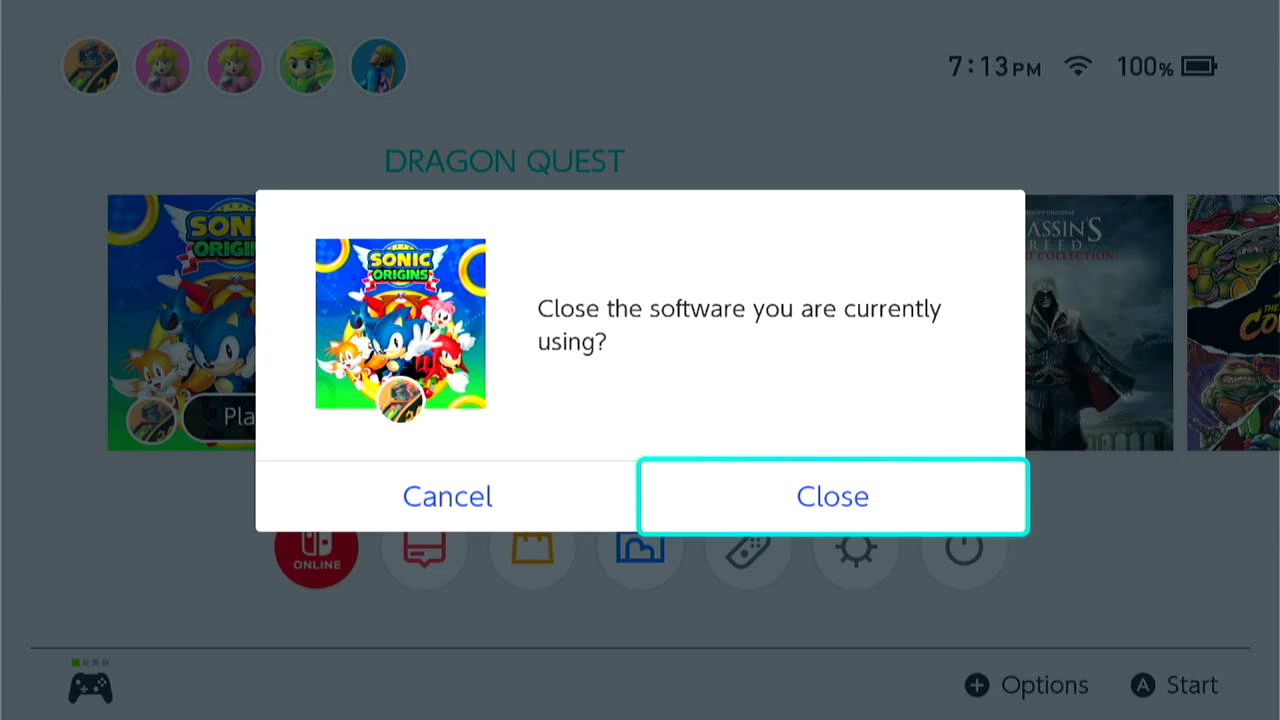 7:13PM
100%
DRAGON QUEST
SONIC
ORIGINS
Close the software you are currently
using?
Cancel
Close
ONLINE
Options
Start